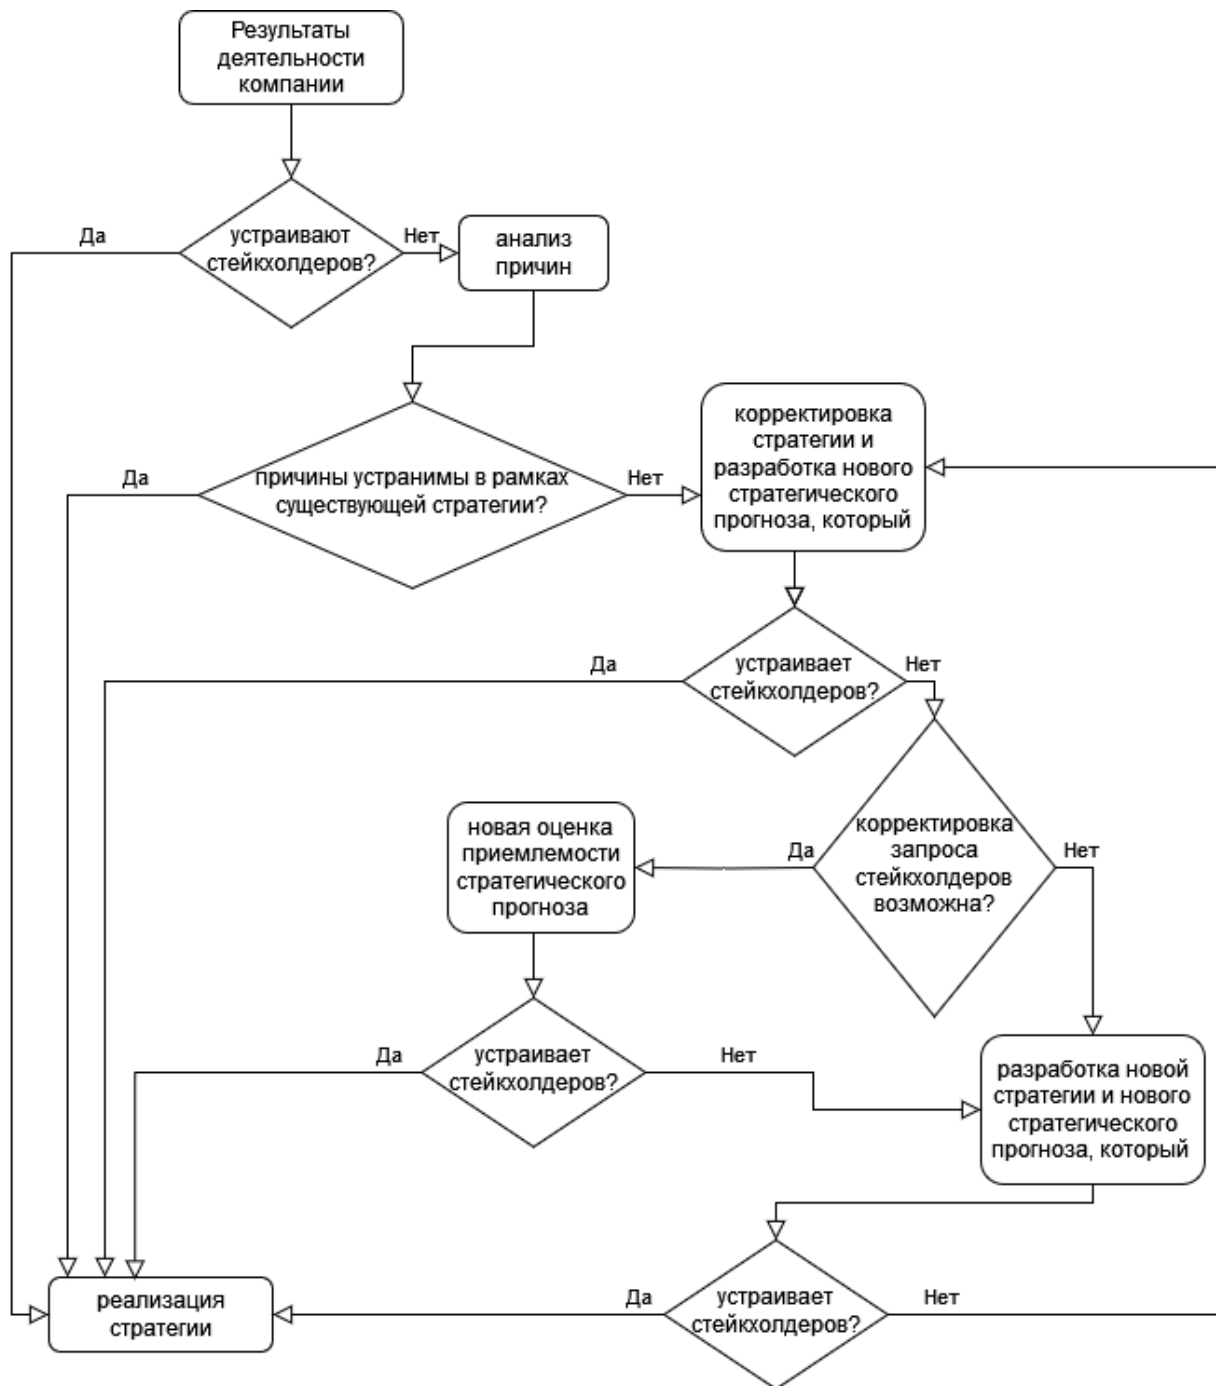 Результаты
деятельности
компании
устраивают
стейкхолдеров?
Да
Нет
анализ
причин
причины устранимы в рамках
существующей стратегии?
Да
Нет
корректировка
стратегии и
разработка нового
стратегического
прогноза, который
устраивает
стейкхолдеров?
Да
Нет
корректировка
запроса
стейкхолдеров
возможна?
Да
Нет
новая оценка
приемлемости
стратегического
прогноза
устраивает
стейкхолдеров?
Да
Нет
разработка новой
стратегии и нового
стратегического
прогноза, который
устраивает
стейкхолдеров?
Да
Нет
реализация
стратегии